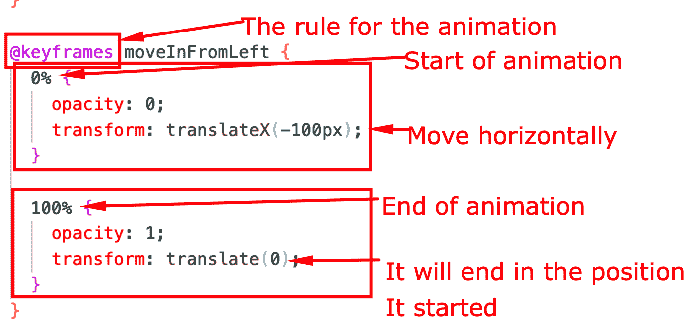 }
The rule for the animation
@keyframes moveInFromLeft {
Start of animation
0% {
opacity: 0;
transform: translateX(-100px);
Move horizontally
}
100% {
End of animation
opacity: 1;
transform: translate(0);
It will end in the position
It started
}
}